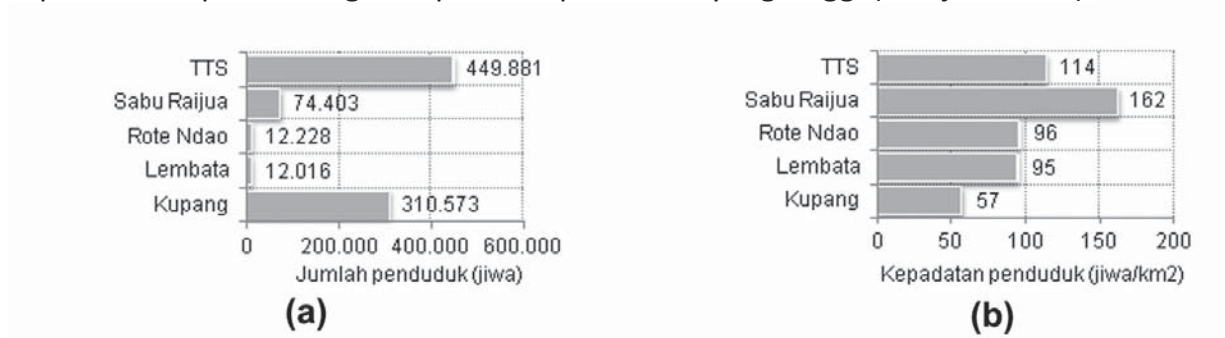 TTS 449.881
Sabu Raijua 74.403
Rote Ndao 12.228
Lembata 12.016
Kupang 310.573
0 200.000 400.000 600.000
Jumlah penduduk (jiwa)
(a)
TTS 114
Sabu Raijua 162
Rote Ndao 96
Lembata 95
Kupang 57
0 50 100 150 200
Kepadatan penduduk (jiwa/km2)
(b)